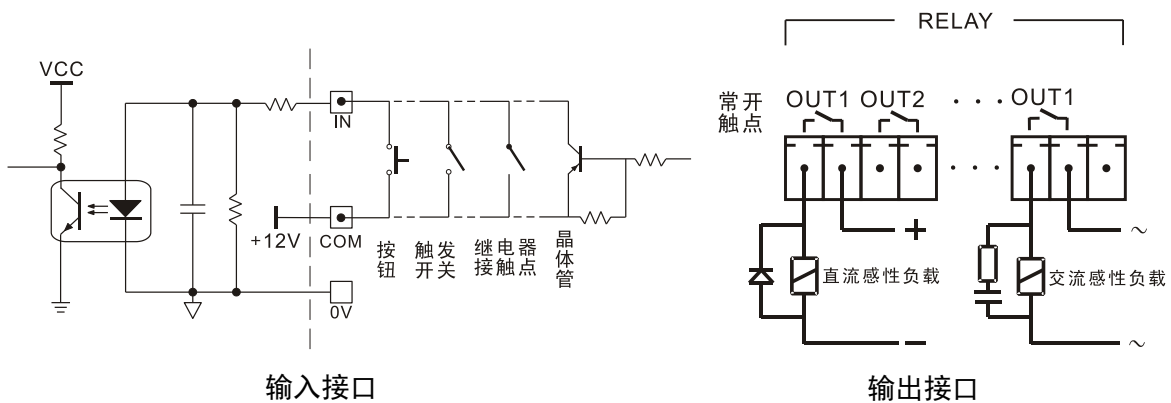 RELAY
VCC
常开
触点
OUT1 OUT2 · · · OUT1
IN
· · ·
+12V COM
按钮
触发
开关
继电器
接触点
晶体管
0V
直流感性负载
交流感性负载
+
~
−
~
输入接口
输出接口